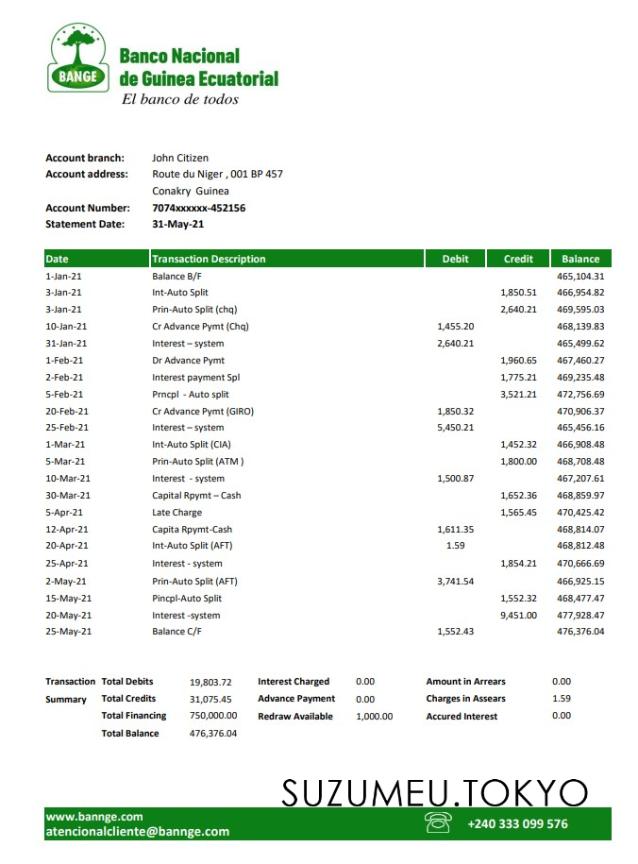 BANGE
Banco Nacional
de Guinea Ecuatorial
El banco de todos
Account branch: John Citizen
Account address: Route du Niger , 001 BP 457
Conakry Guinea
Account Number: 7074xxxxxx-452156
Statement Date: 31-May-21
Date Transaction Description Debit Credit Balance
1-Jan-21 Balance B/F 465,104.31
3-Jan-21 Int-Auto Split 1,850.51 466,954.82
3-Jan-21 Prin-Auto Split (chq) 2,640.21 469,595.03
10-Jan-21 Cr Advance Pymt (Chq) 1,455.20 468,139.83
31-Jan-21 Interest – system 2,640.21 465,499.62
1-Feb-21 Dr Advance Pymt 1,960.65 467,460.27
2-Feb-21 Interest payment Spl 1,775.21 469,235.48
5-Feb-21 Prncpl - Auto split 3,521.21 472,756.69
20-Feb-21 Cr Advance Pymt (GIRO) 1,850.32 470,906.37
25-Feb-21 Interest – system 5,450.21 465,456.16
1-Mar-21 Int-Auto Split (CIA) 1,452.32 466,908.48
5-Mar-21 Prin-Auto Split (ATM ) 1,800.00 468,708.48
10-Mar-21 Interest - system 1,500.87 467,207.61
30-Mar-21 Capital Rpymt – Cash 1,652.36 468,859.97
5-Apr-21 Late Charge 1,565.45 470,425.42
12-Apr-21 Capita Rpymt-Cash 1,611.35 468,814.07
20-Apr-21 Int-Auto Split (AFT) 1.59 468,812.48
25-Apr-21 Interest - system 1,854.21 470,666.69
2-May-21 Prin-Auto Split (AFT) 3,741.54 466,925.15
15-May-21 Pincpl-Auto Split 1,552.32 468,477.47
20-May-21 Interest -system 9,451.00 477,928.47
25-May-21 Balance C/F 1,552.43 476,376.04
Transaction Total Debits 19,803.72 Interest Charged 0.00 Amount in Arrears 0.00
Summary Total Credits 31,075.45 Advance Payment 0.00 Charges in Assears 1.59
Total Financing 750,000.00 Redraw Available 1,000.00 Accured Interest 0.00
Total Balance 476,376.04
SUZUMEU.TOKYO
www.bannge.com
atencionalcliente@bannge.com +240 333 099 576